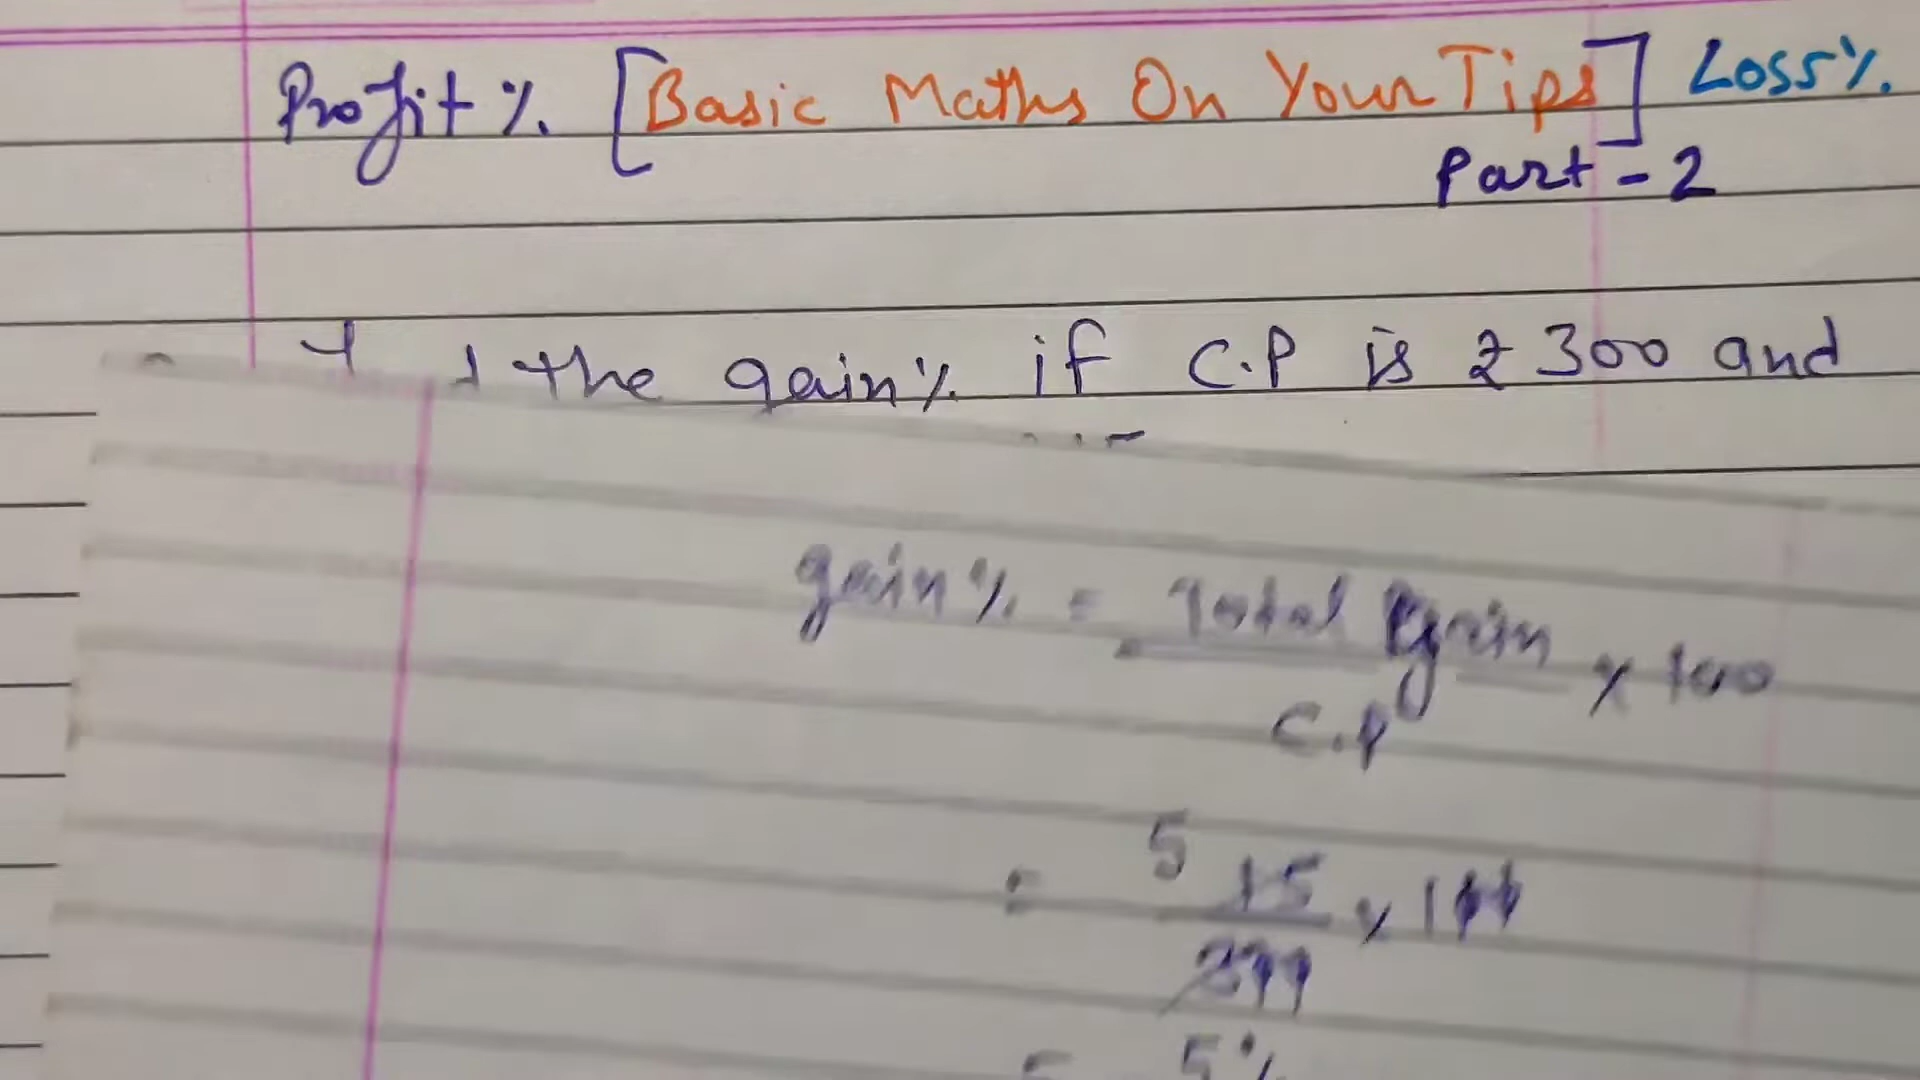 Profit % [Basic Maths On Your Tips] Loss %.
Part - 2
the gain % if C.P is ₹ 300 and
gain % = Total gain × 100
C.P
= 5 15 × 100
300
= 5 %